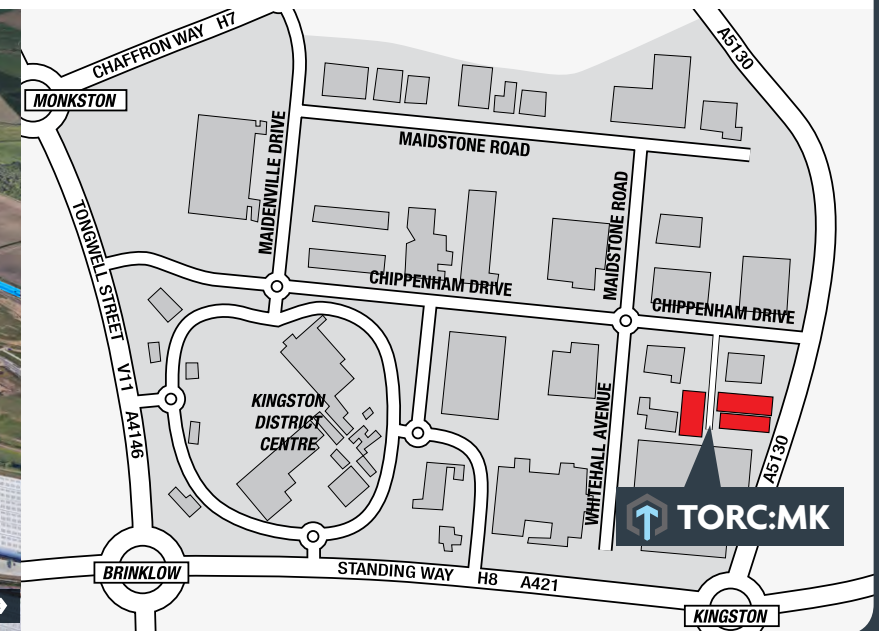 CHAFFRON WAY H7
A5130
MONKSTON
MAIDENVILLE DRIVE
MAIDSTONE ROAD
MAIDSTONE ROAD
TONGWELL STREET V11 A4146
CHIPPENHAM DRIVE
CHIPPENHAM DRIVE
KINGSTON
DISTRICT
CENTRE
WHITEHALL AVENUE
A5130
TORC:MK
BRINKLOW
STANDING WAY H8 A421
KINGSTON